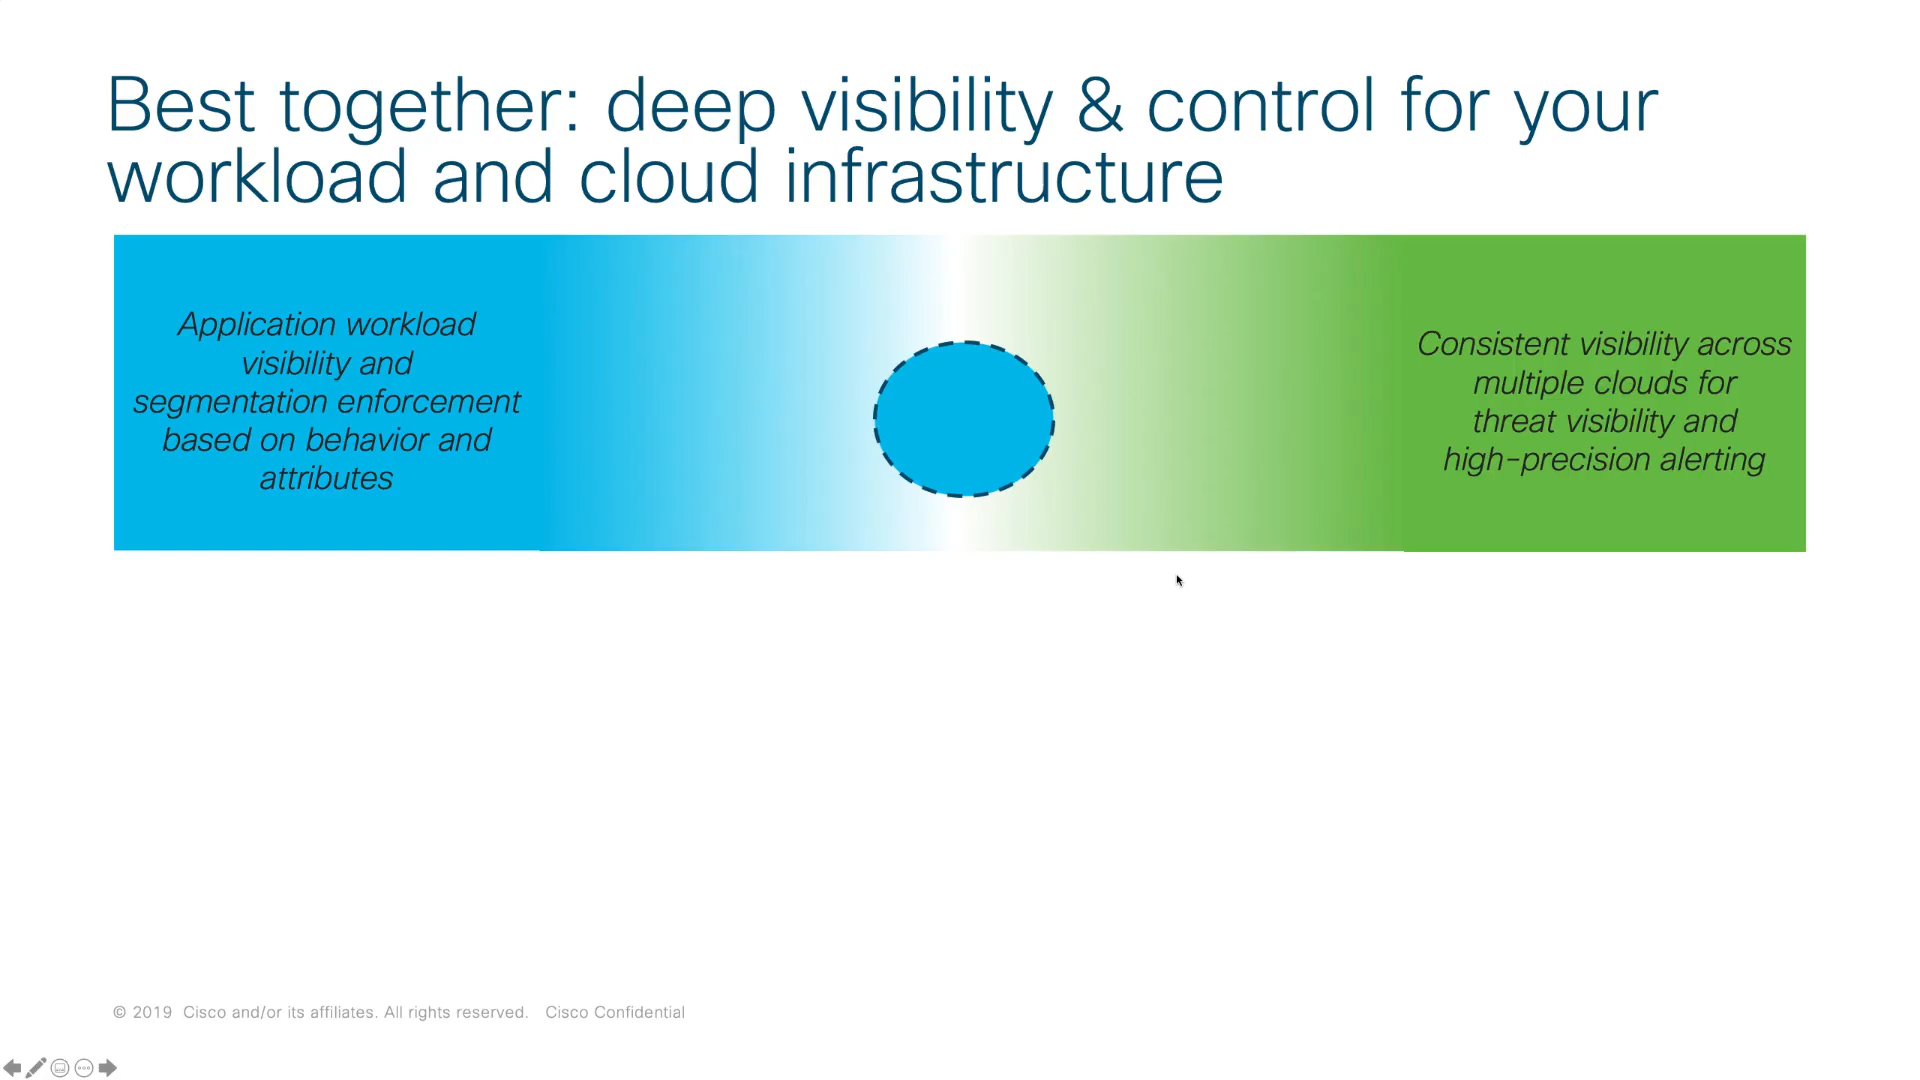 Best together: deep visibility & control for your
workload and cloud infrastructure
Application workload
visibility and
segmentation enforcement
based on behavior and
attributes
Consistent visibility across
multiple clouds for
threat visibility and
high-precision alerting
© 2019 Cisco and/or its affiliates. All rights reserved. Cisco Confidential